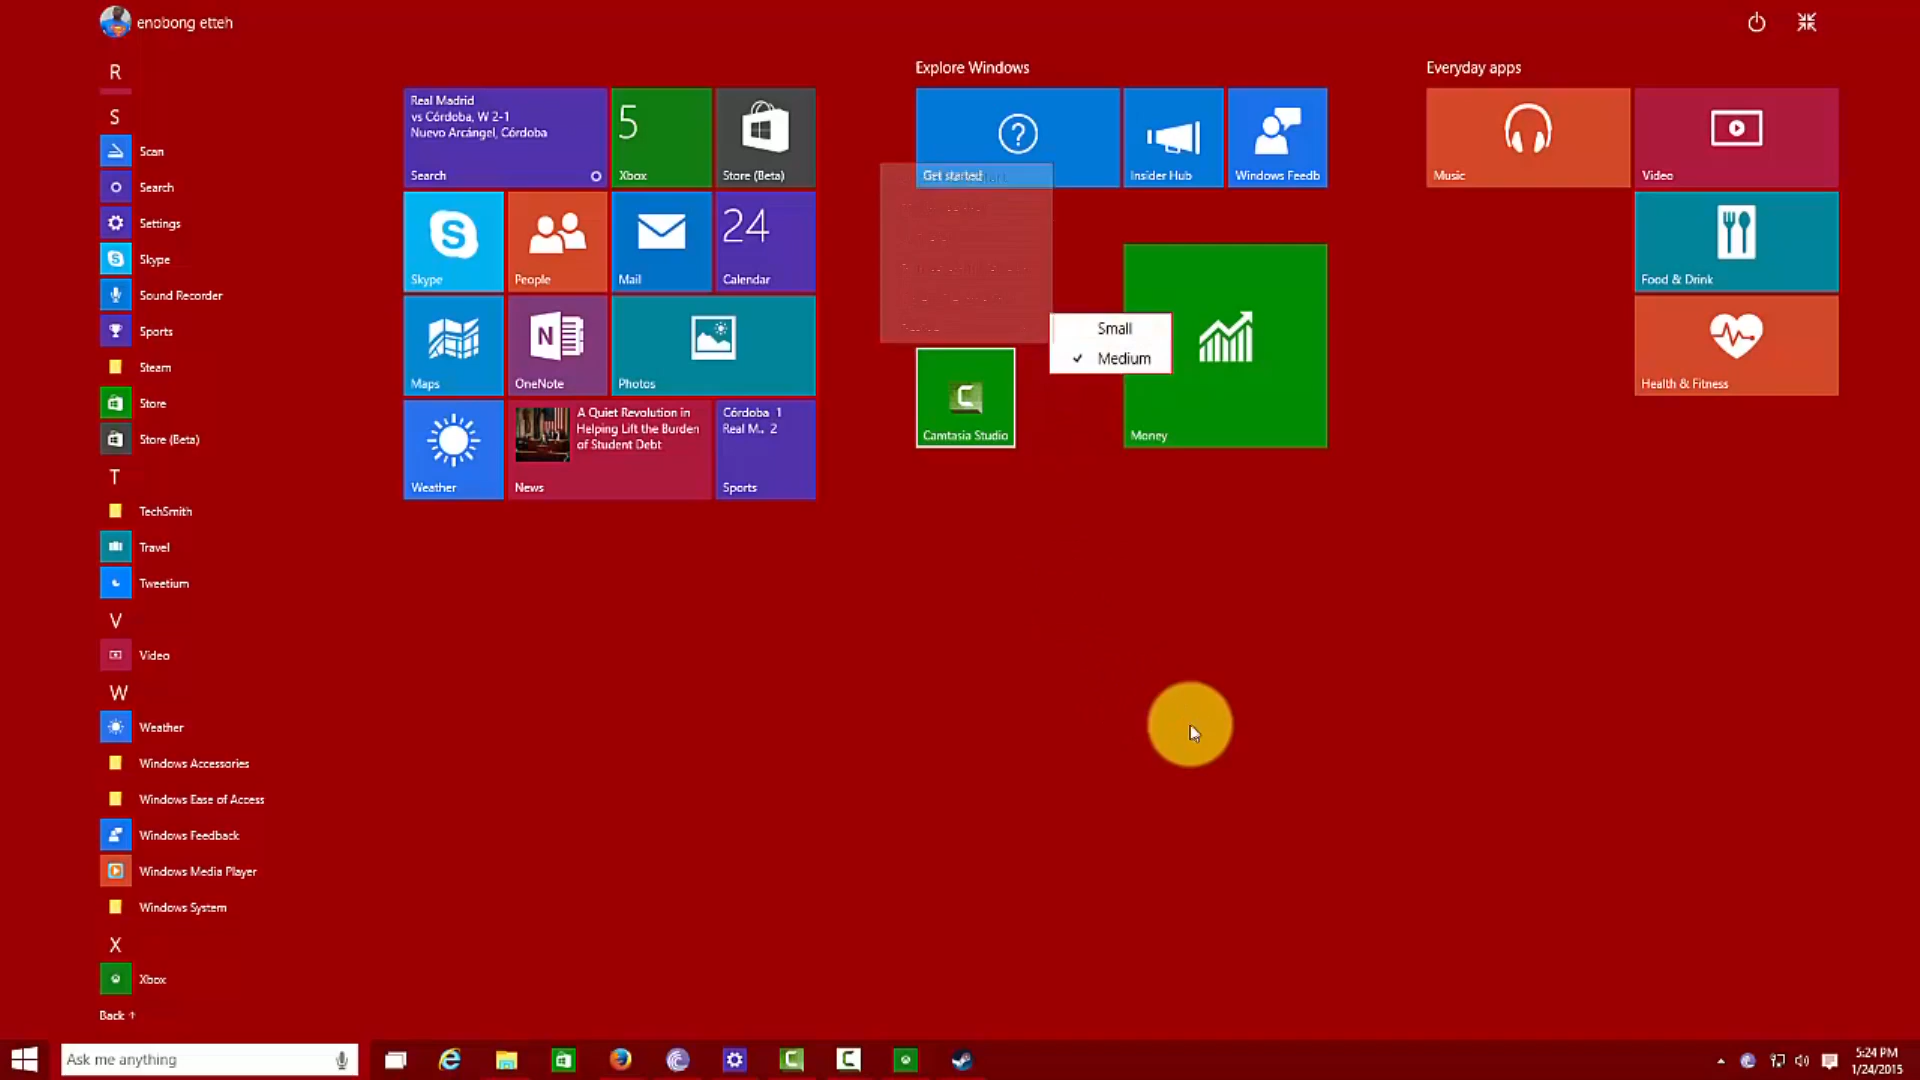 enobong etteh
R
S
Scan
Search
Settings
Skype
Sound Recorder
Sports
Steam
Store
Store (Beta)
T
TechSmith
Travel
Tweetium
V
Video
W
Weather
Windows Accessories
Windows Ease of Access
Windows Feedback
Windows Media Player
Windows System
X
Xbox
Back ↑
Real Madrid
vs Córdoba, W 2-1
Nuevo Arcángel, Córdoba
Search
5
Xbox
Store (Beta)
Skype
People
Mail
24
Calendar
Maps
OneNote
Photos
Weather
A Quiet Revolution in
Helping Lift the Burden
of Student Debt
News
Córdoba 1
Real M.. 2
Sports
Explore Windows
Get started
Insider Hub
Windows Feedb
Small
✓ Medium
Camtasia Studio
Money
Everyday apps
Music
Video
Food & Drink
Health & Fitness
Ask me anything
5:24 PM
1/24/2015